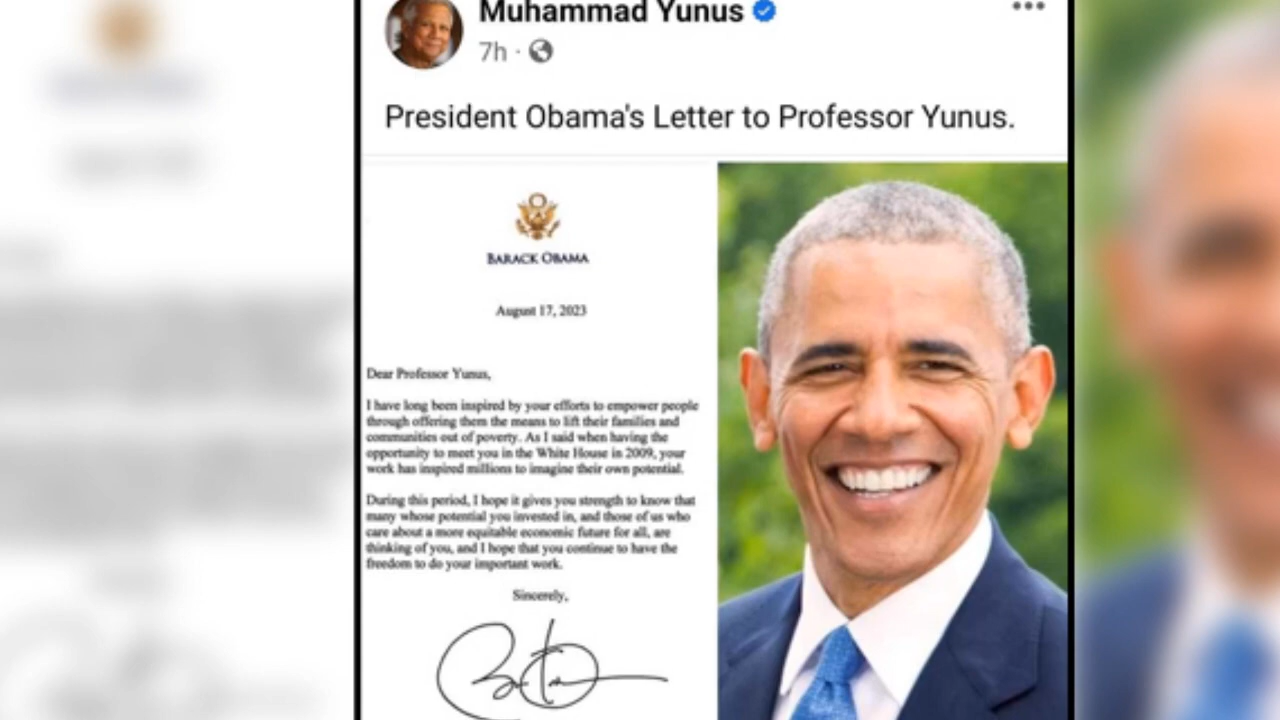 Muhammad Yunus
7h ·
President Obama's Letter to Professor Yunus.
BARACK OBAMA
August 17, 2023
Dear Professor Yunus,
I have long been inspired by your efforts to empower people
through offering them the means to lift their families and
communities out of poverty. As I said when having the
opportunity to meet you in the White House in 2009, your
work has inspired millions to imagine their own potential.
During this period, I hope it gives you strength to know that
many whose potential you invested in, and those of us who
care about a more equitable economic future for all, are
thinking of you, and I hope that you continue to have the
freedom to do your important work.
Sincerely,